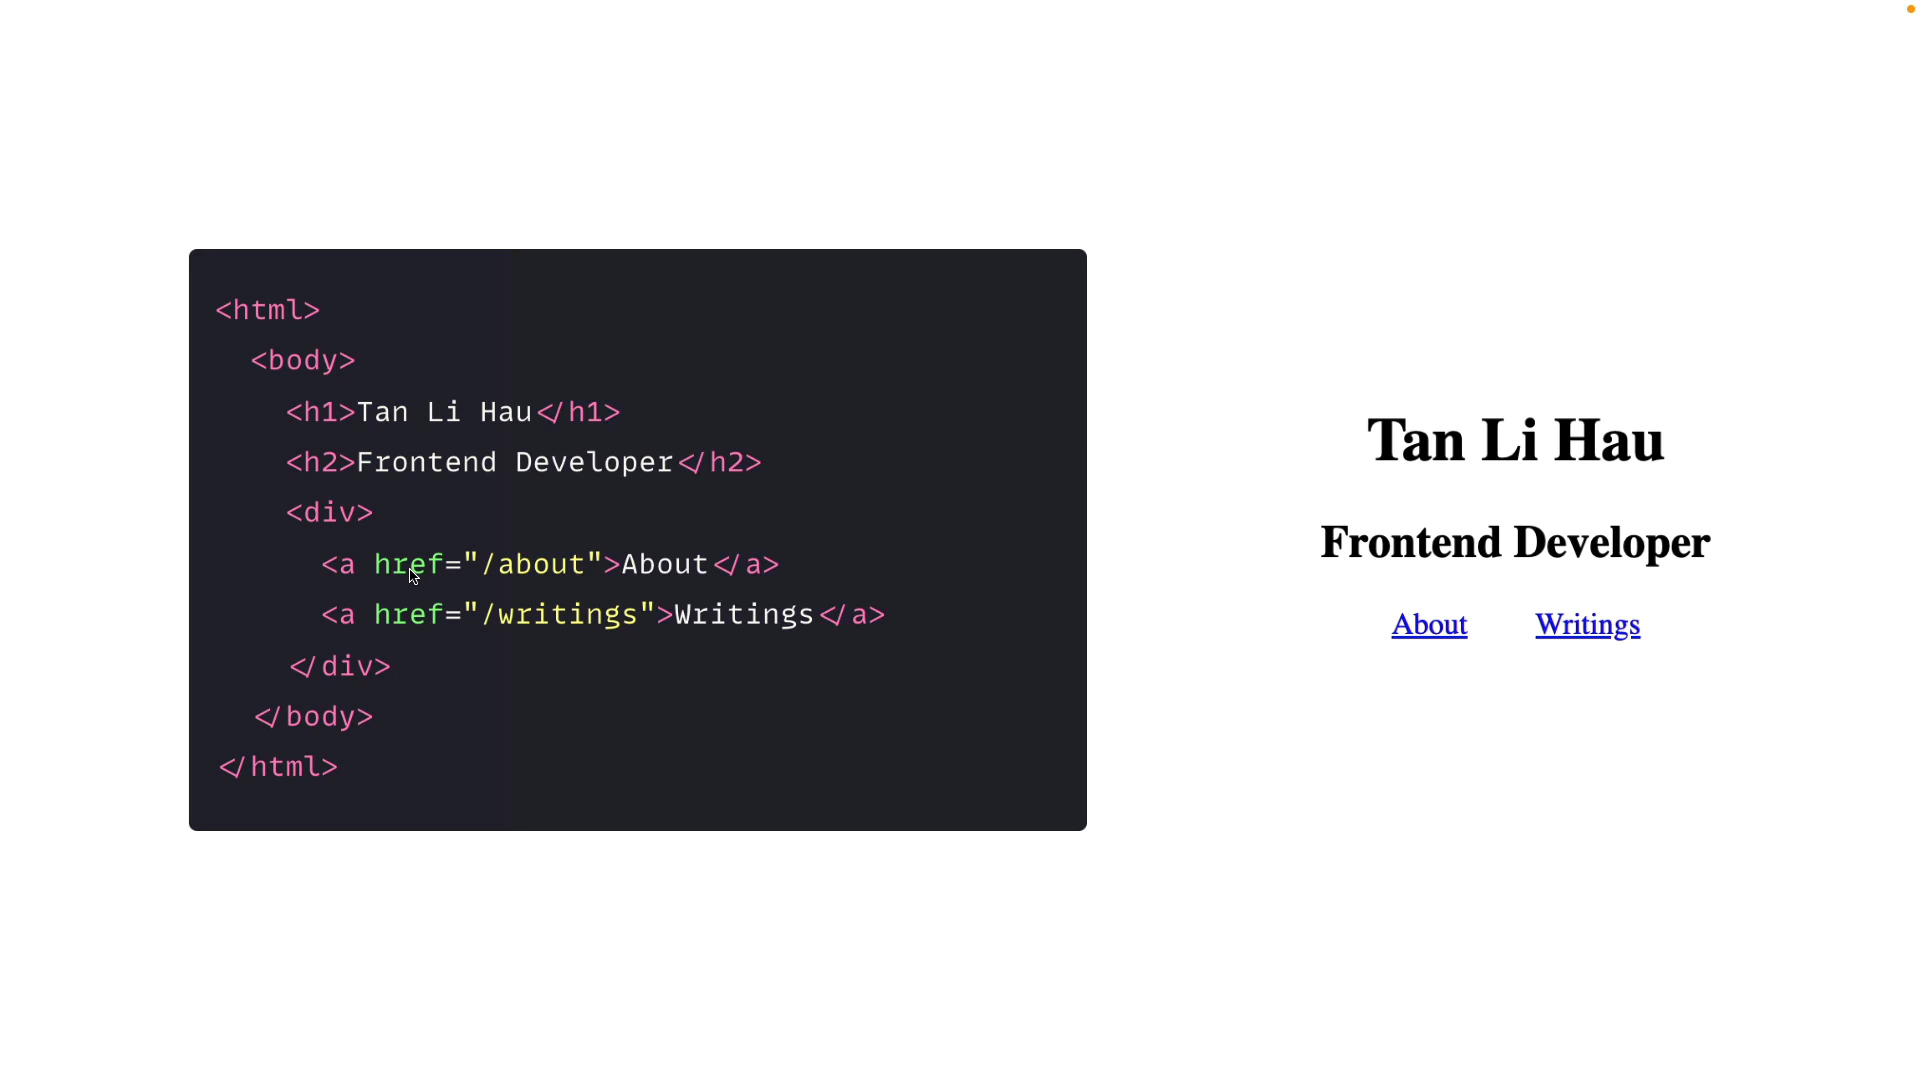 <html>
<body>
<h1>Tan Li Hau</h1>
<h2>Frontend Developer</h2>
<div>
<a href="/about">About</a>
<a href="/writings">Writings</a>
</div>
</body>
</html>
Tan Li Hau
Frontend Developer
About Writings